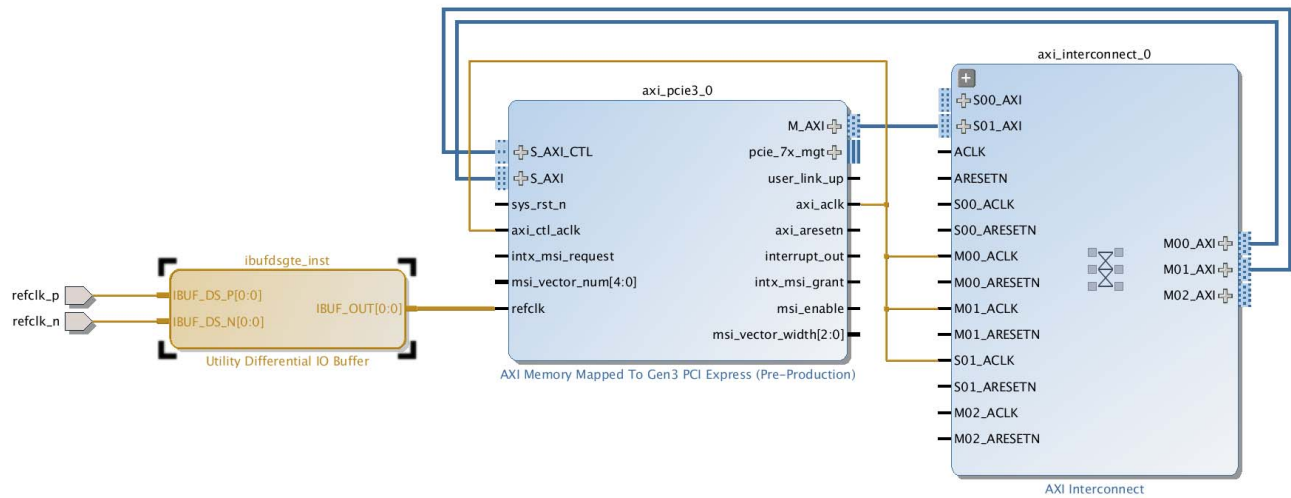 axi_interconnect_0
axi_pcie3_0
S00_AXI
S01_AXI
ACLK
ARESETN
S00_ACLK
S00_ARESETN
M00_ACLK
M00_ARESETN
M01_ACLK
M01_ARESETN
S01_ACLK
S01_ARESETN
M02_ACLK
M02_ARESETN
M00_AXI
M01_AXI
M02_AXI
AXI Interconnect
S_AXI_CTL
S_AXI
sys_rst_n
axi_ctl_aclk
intx_msi_request
msi_vector_num[4:0]
refclk
M_AXI
pcie_7x_mgt
user_link_up
axi_aclk
axi_aresetn
interrupt_out
intx_msi_grant
msi_enable
msi_vector_width[2:0]
AXI Memory Mapped To Gen3 PCI Express (Pre-Production)
ibufdsgte_inst
refclk_p
refclk_n
IBUF_DS_P[0:0]
IBUF_DS_N[0:0]
IBUF_OUT[0:0]
Utility Differential IO Buffer